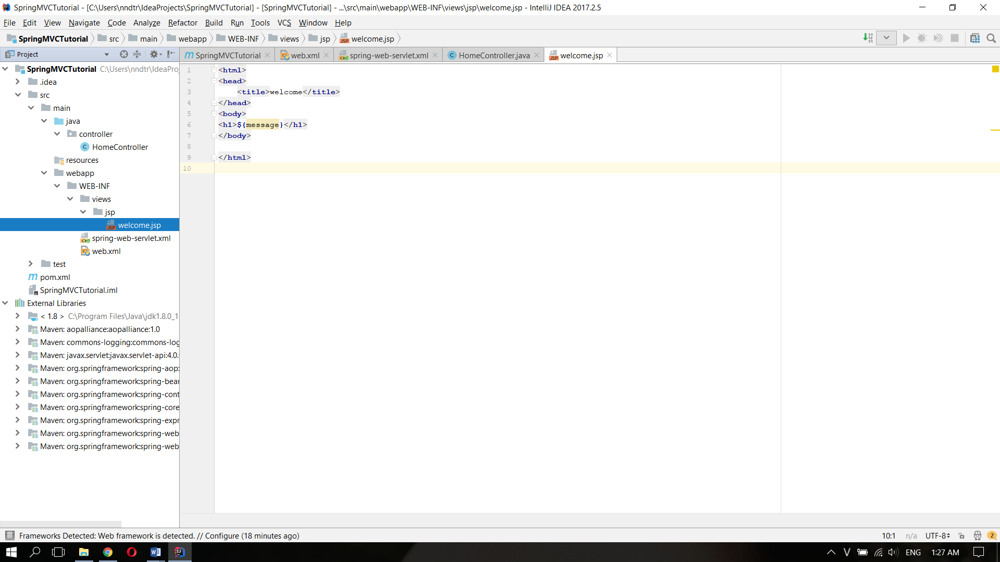 SpringMVCTutorial - [C:\Users\nndtr\IdeaProjects\SpringMVCTutorial] - [SpringMVCTutorial] - ...\src\main\webapp\WEB-INF\views\jsp\welcome.jsp - IntelliJ IDEA 2017.2.5
File Edit View Navigate Code Analyze Refactor Build Run Tools VCS Window Help
SpringMVCTutorial src main webapp WEB-INF views jsp welcome.jsp
Project
SpringMVCTutorial web.xml spring-web-servlet.xml HomeController.java welcome.jsp
SpringMVCTutorial C:\Users\nndtr\IdeaPro
.idea
src
main
java
controller
HomeController
resources
webapp
WEB-INF
views
jsp
welcome.jsp
spring-web-servlet.xml
web.xml
test
pom.xml
SpringMVCTutorial.iml
External Libraries
< 1.8 > C:\Program Files\Java\jdk1.8.0_1
Maven: aopalliance:aopalliance:1.0
Maven: commons-logging:commons-log
Maven: javax.servlet:javax.servlet-api:4.0.
Maven: org.springframework:spring-aop:
Maven: org.springframework:spring-bear
Maven: org.springframework:spring-cont
Maven: org.springframework:spring-core
Maven: org.springframework:spring-expr
Maven: org.springframework:spring-web
Maven: org.springframework:spring-web
1 <html>
2 <head>
3 <title>welcome</title>
4 </head>
5 <body>
6 <h1>${message}</h1>
7 </body>
8
9 </html>
10
Frameworks Detected: Web framework is detected. // Configure (18 minutes ago)
10:1 n/a UTF-8 2
ENG 1:27 AM